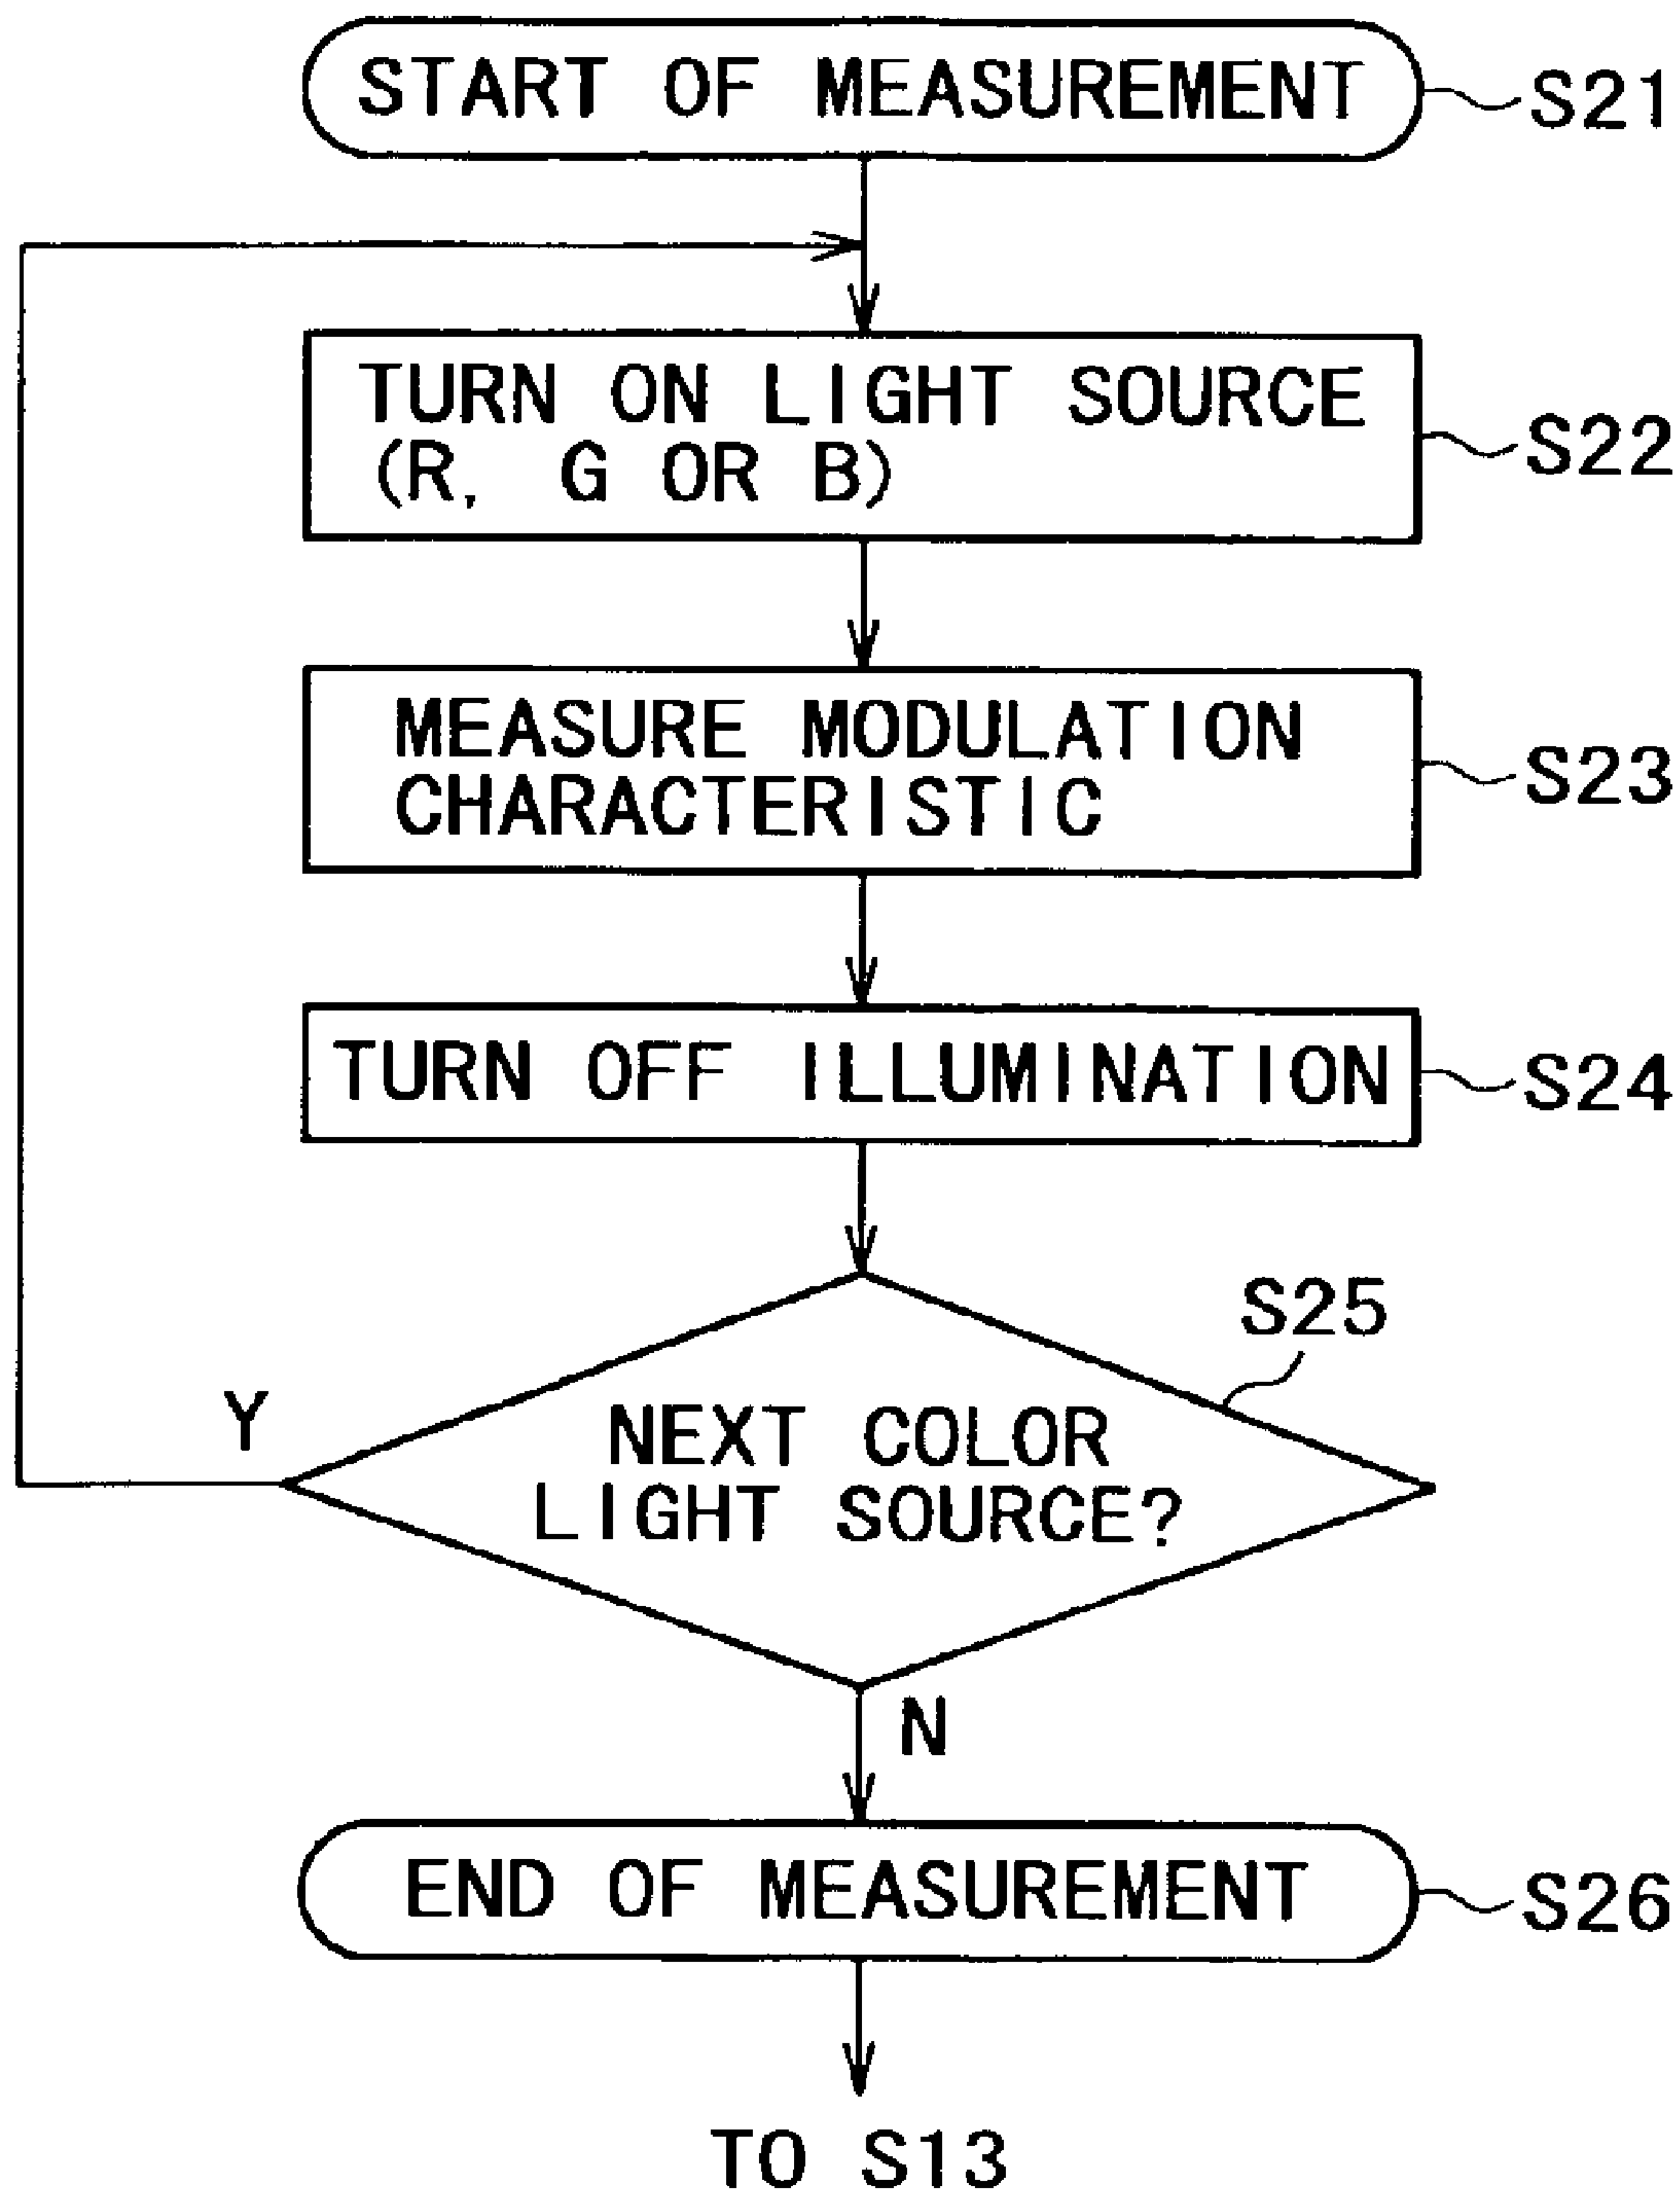 START OF MEASUREMENT
S21
TURN ON LIGHT SOURCE
(R, G OR B)
S22
MEASURE MODULATION
CHARACTERISTIC
S23
TURN OFF ILLUMINATION
S24
S25
Y
NEXT COLOR
LIGHT SOURCE?
N
END OF MEASUREMENT
S26
TO S13